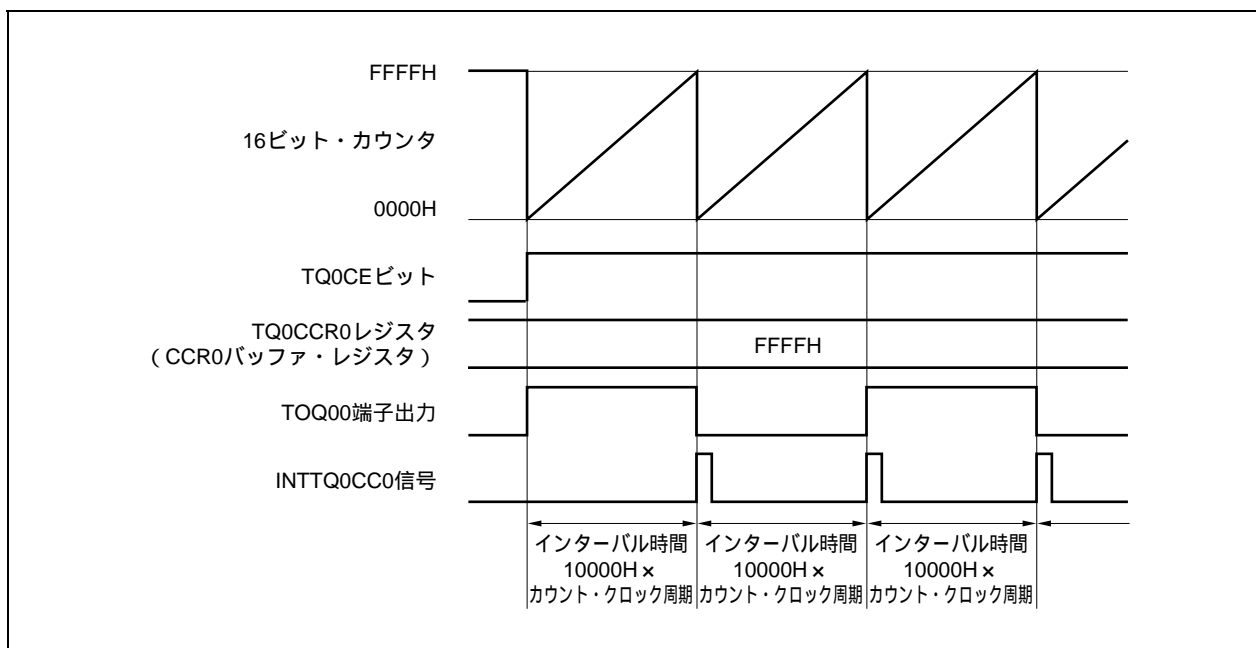 FFFFH
16ビット・カウンタ
0000H
TQ0CEビット
TQ0CCR0レジスタ
（CCR0バッファ・レジスタ）
FFFFH
TOQ00端子出力
INTTQ0CC0信号
インターバル時間 インターバル時間 インターバル時間
10000H× 10000H× 10000H×
カウント・クロック周期 カウント・クロック周期 カウント・クロック周期